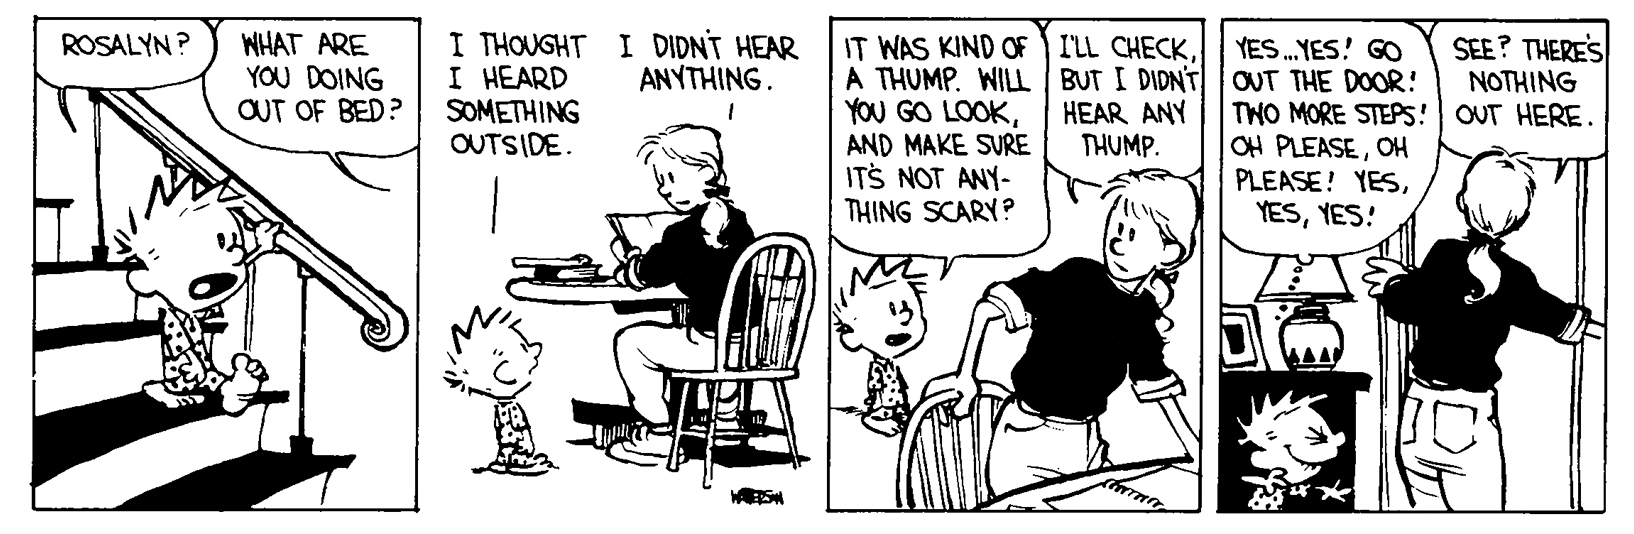 ROSALYN?
WHAT ARE
YOU DOING
OUT OF BED?
I THOUGHT
I HEARD
SOMETHING
OUTSIDE.
I DIDN'T HEAR
ANYTHING.
WATTERSON
IT WAS KIND OF
A THUMP. WILL
YOU GO LOOK,
AND MAKE SURE
IT'S NOT ANY-
THING SCARY?
I'LL CHECK,
BUT I DIDN'T
HEAR ANY
THUMP.
YES...YES! GO
OUT THE DOOR!
TWO MORE STEPS!
OH PLEASE, OH
PLEASE! YES,
YES, YES!
SEE? THERE'S
NOTHING
OUT HERE.